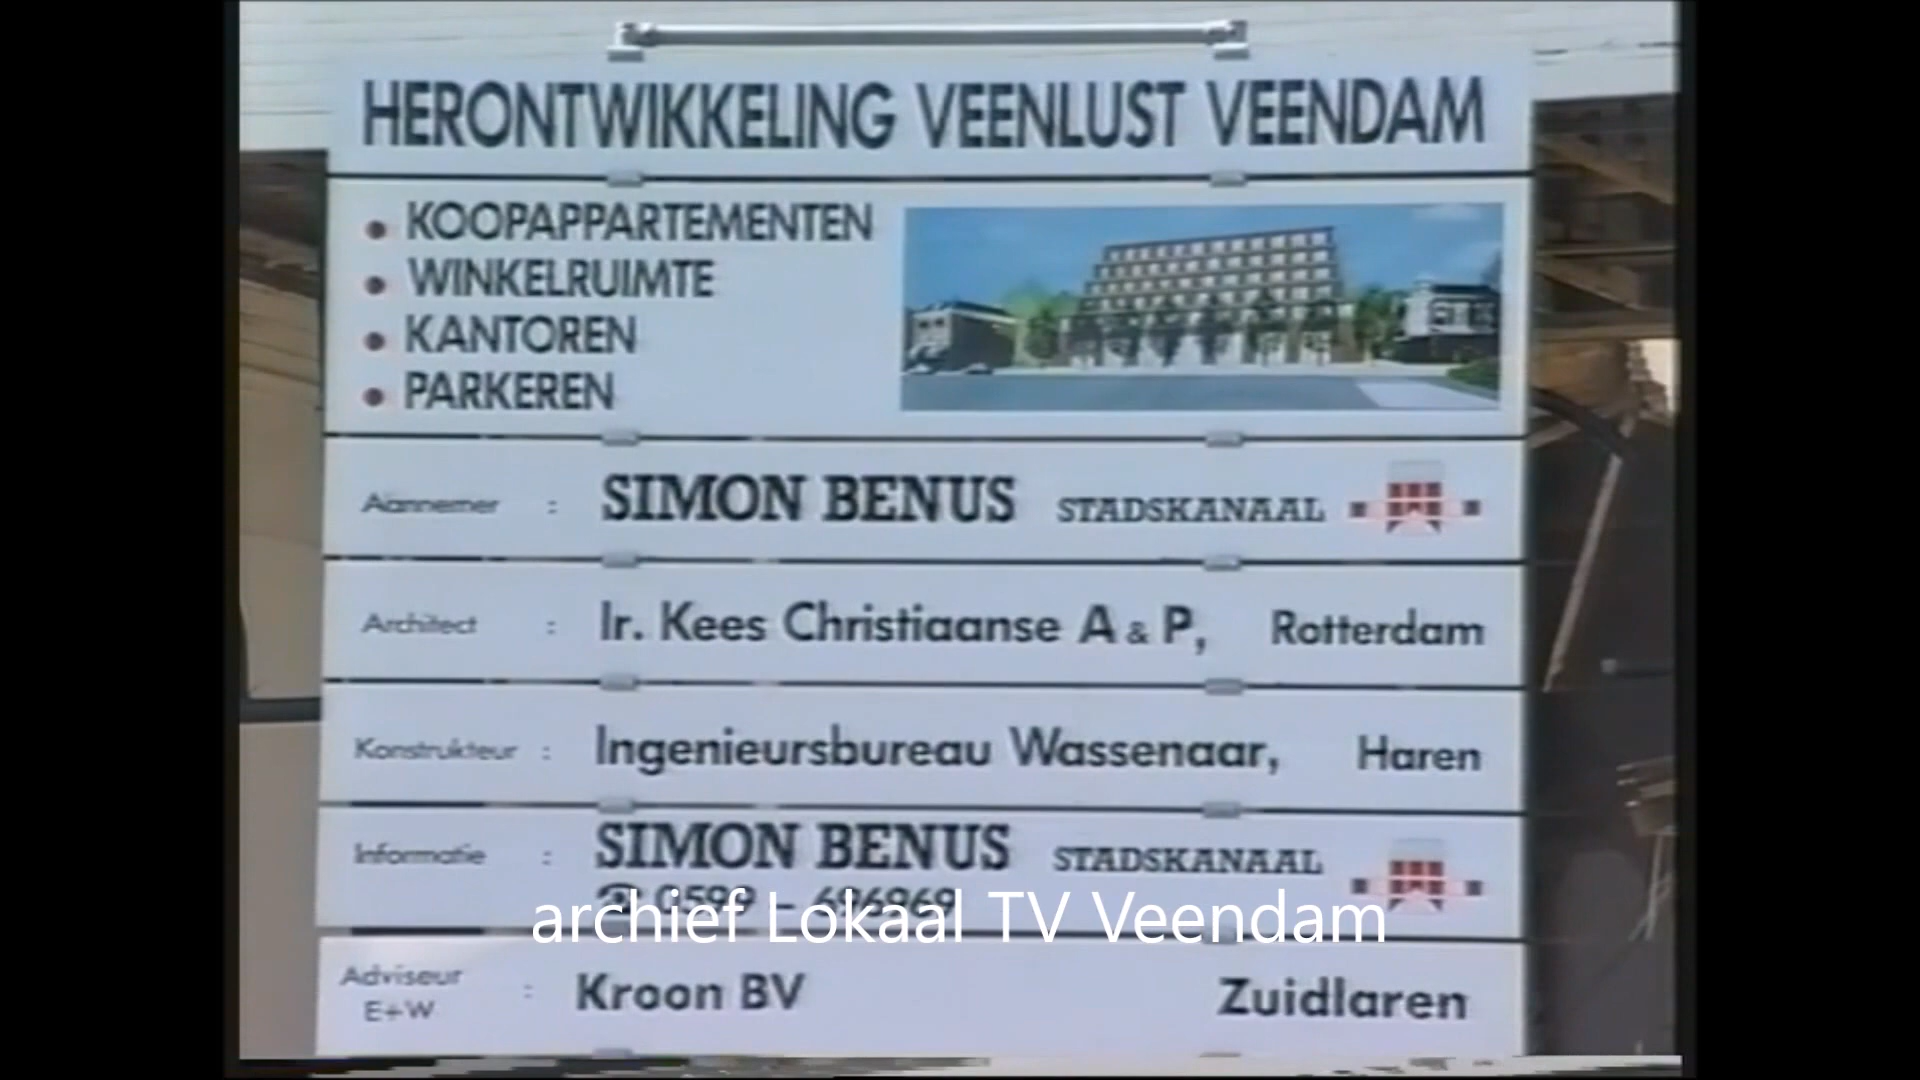 HERONTWIKKELING VEENLUST VEENDAM
• KOOPAPPARTEMENTEN
• WINKELRUIMTE
• KANTOREN
• PARKEREN
Aannemer : SIMON BENUS STADSKANAAL
Architect : Ir. Kees Christiaanse A & P, Rotterdam
Konstrukteur : Ingenieursbureau Wassenaar, Haren
Informatie : SIMON BENUS STADSKANAAL
☎ 0599 -
archief Lokaal TV Veendam
Adviseur
E+W : Kroon BV Zuidlaren